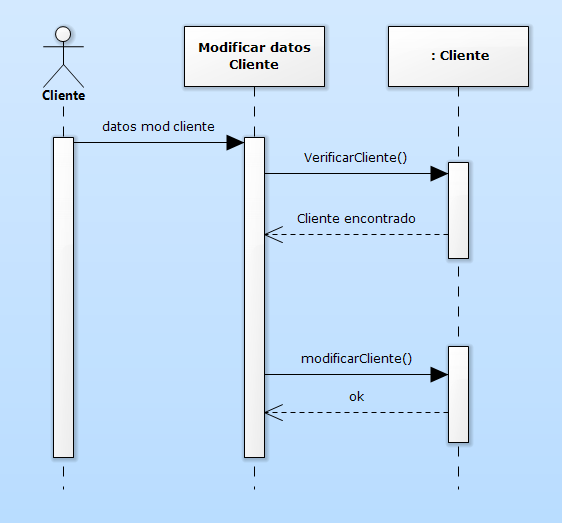 Modificar datos
Cliente
: Cliente
Cliente
datos mod cliente
VerificarCliente()
Cliente encontrado
modificarCliente()
ok